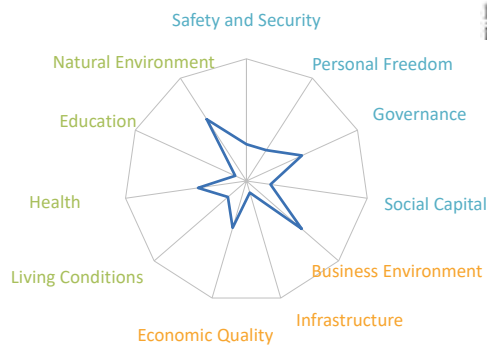 Safety and Security
Natural Environment
Personal Freedom
Education
Governance
Health
Social Capital
Living Conditions
Business Environment
Economic Quality
Infrastructure